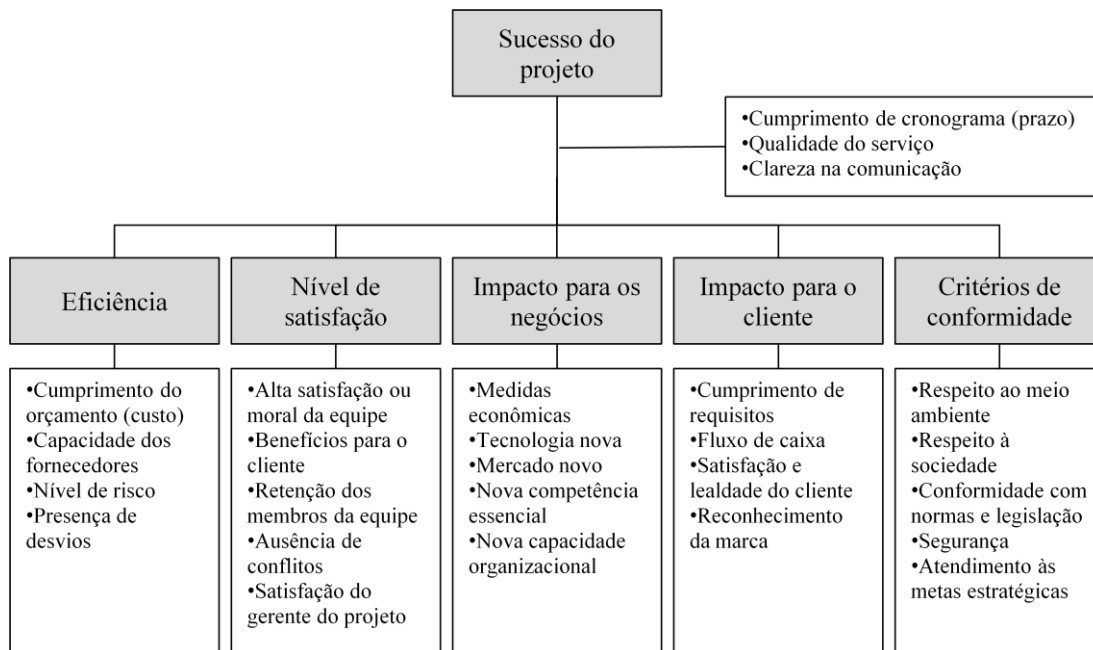 Sucesso do
projeto
•Cumprimento de cronograma (prazo)
•Qualidade do serviço
•Clareza na comunicação
Eficiência
Nível de
satisfação
Impacto para os
negócios
Impacto para o
cliente
Critérios de
conformidade
•Cumprimento do
orçamento (custo)
•Capacidade dos
fornecedores
•Nível de risco
•Presença de
desvios
•Alta satisfação ou
moral da equipe
•Benefícios para o
cliente
•Retenção dos
membros da equipe
•Ausência de
conflitos
•Satisfação do
gerente do projeto
•Medidas
econômicas
•Tecnologia nova
•Mercado novo
•Nova competência
essencial
•Nova capacidade
organizacional
•Cumprimento de
requisitos
•Fluxo de caixa
•Satisfação e
lealdade do cliente
•Reconhecimento
da marca
•Respeito ao meio
ambiente
•Respeito à
sociedade
•Conformidade com
normas e legislação
•Segurança
•Atendimento às
metas estratégicas